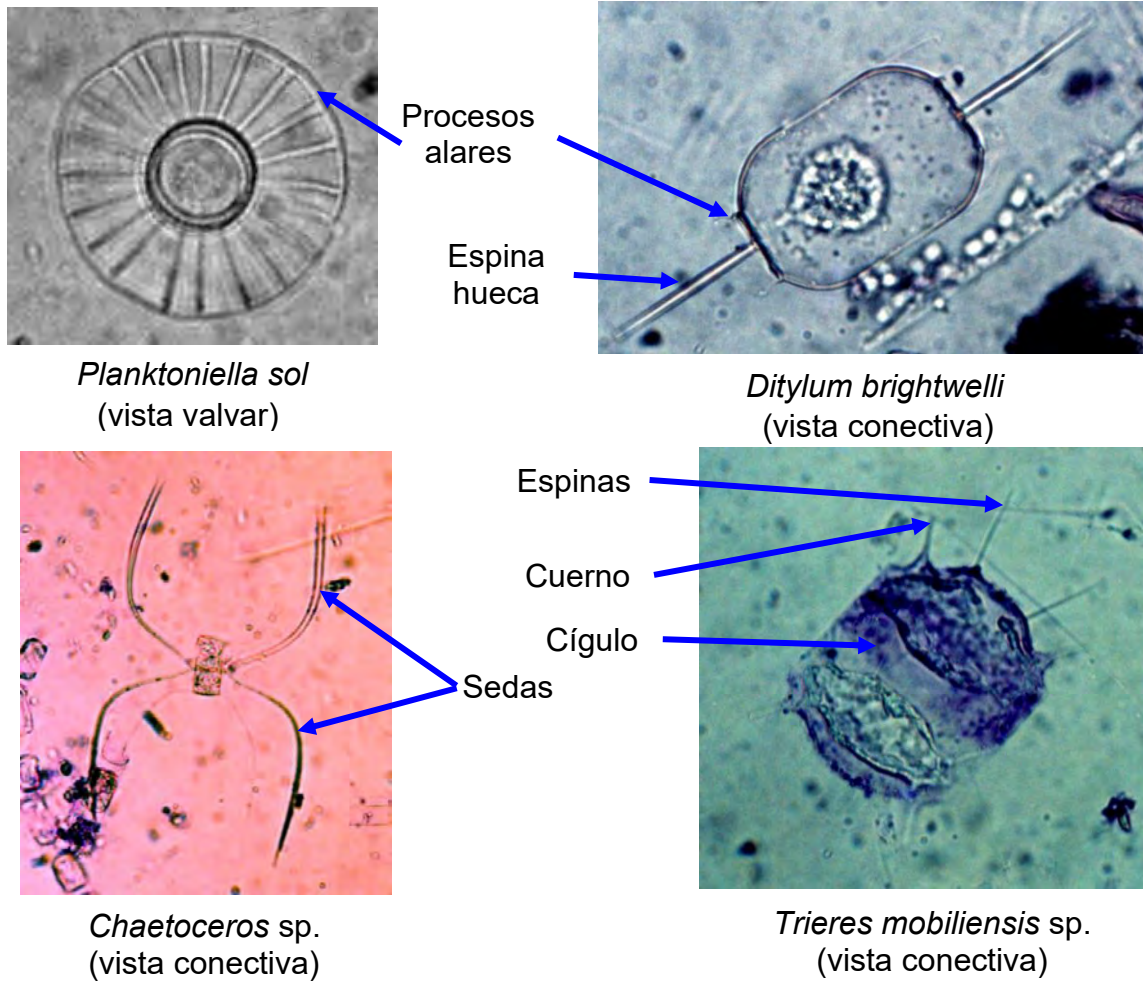 Procesos
alares
Espina
hueca
Planktoniella sol
(vista valvar)
Ditylum brightwelli
(vista conectiva)
Espinas
Cuerno
Cígulo
Sedas
Chaetoceros sp.
(vista conectiva)
Trieres mobiliensis sp.
(vista conectiva)